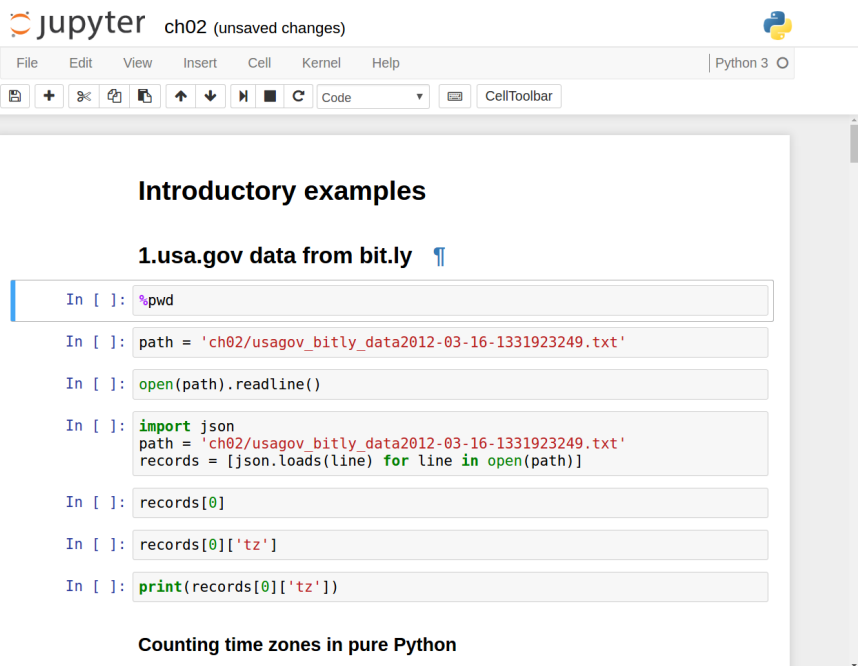 jupyter ch02 (unsaved changes)
File Edit View Insert Cell Kernel Help Python 3
Code CellToolbar
Introductory examples
1.usa.gov data from bit.ly ¶
In [ ]: %pwd
In [ ]: path = 'ch02/usagov_bitly_data2012-03-16-1331923249.txt'
In [ ]: open(path).readline()
In [ ]: import json
path = 'ch02/usagov_bitly_data2012-03-16-1331923249.txt'
records = [json.loads(line) for line in open(path)]
In [ ]: records[0]
In [ ]: records[0]['tz']
In [ ]: print(records[0]['tz'])
Counting time zones in pure Python